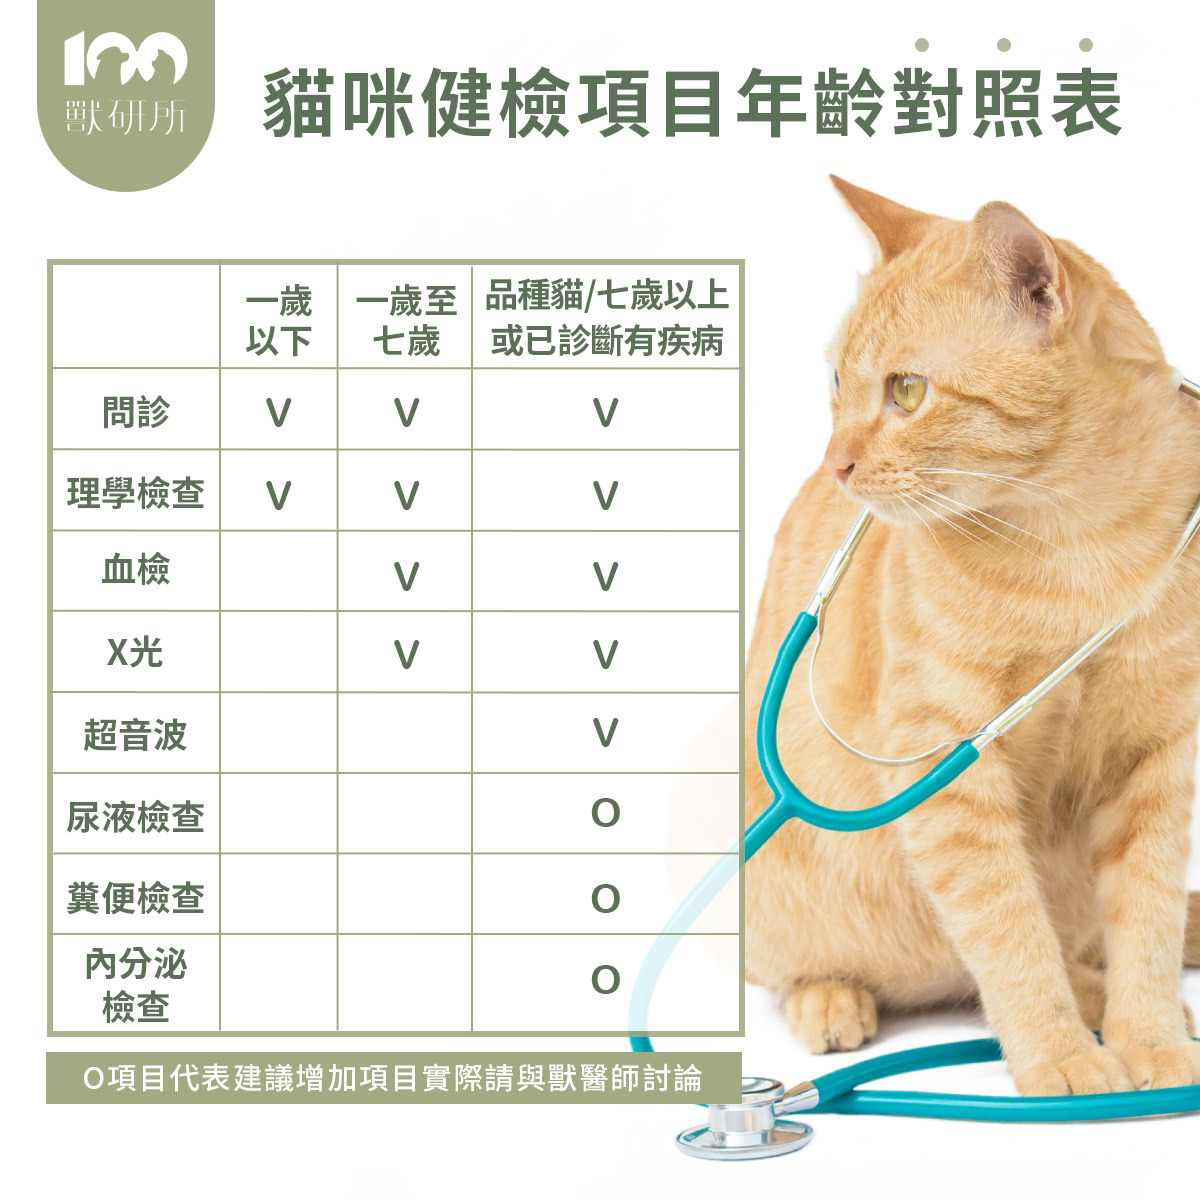 100
獸研所
貓咪健檢項目年齡對照表
一歲以下 一歲至七歲 品種貓/七歲以上或已診斷有疾病
問診 V V V
理學檢查 V V V
血檢 V V
X光 V V
超音波 V
尿液檢查 O
糞便檢查 O
內分泌檢查 O
O項目代表建議增加項目實際請與獸醫師討論